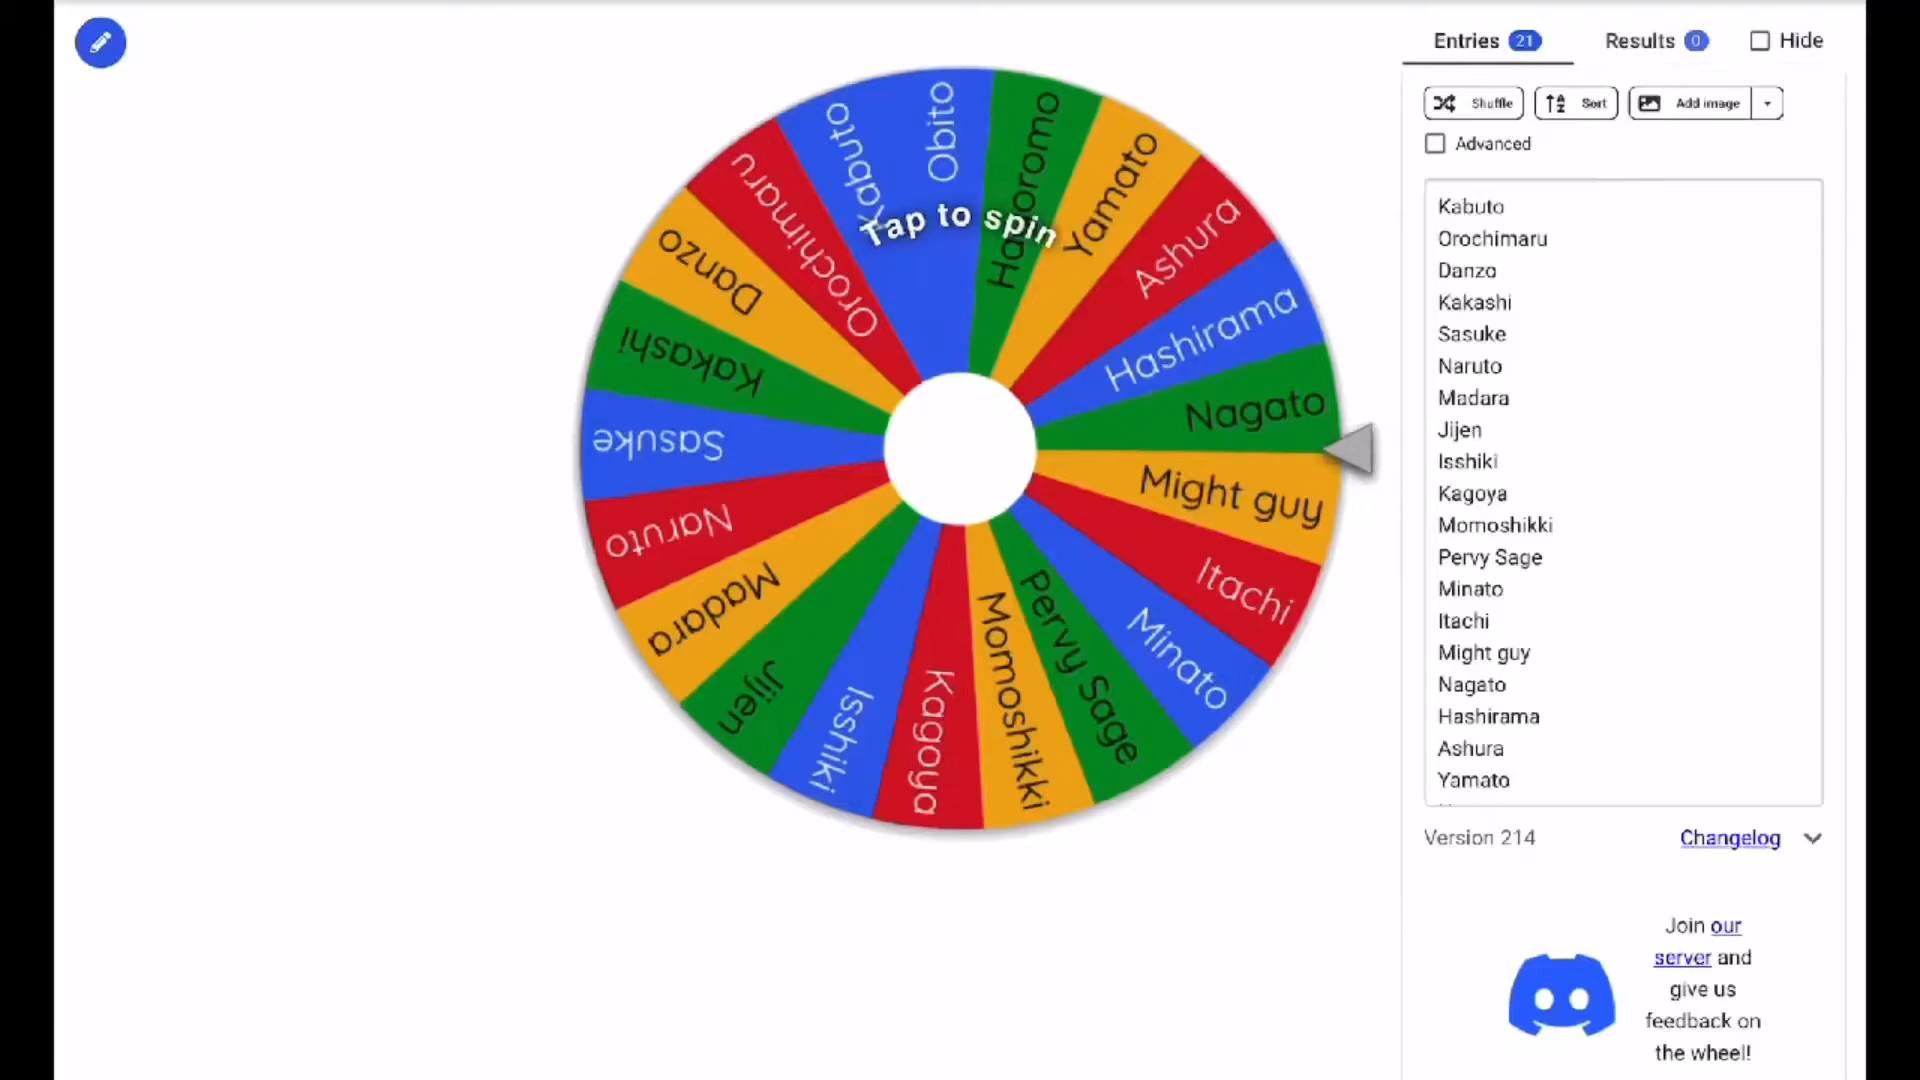 Entries 21
Results 0
Hide
Shuffle
Sort
Add image
Advanced
Kabuto
Orochimaru
Danzo
Kakashi
Sasuke
Naruto
Madara
Jijen
Isshiki
Kagoya
Momoshikki
Pervy Sage
Minato
Itachi
Might guy
Nagato
Hashirama
Ashura
Yamato
Version 214
Changelog
Join our
server and
give us
feedback on
the wheel!
Tap to spin
Obito
Yamato
Ashura
Hashirama
Nagato
Might guy
Itachi
Minato
Pervy Sage
Momoshikki
Kagoya
Isshiki
Jijen
Madara
Naruto
Sasuke
Kakashi
Danzo
Orochimaru
Kabuto